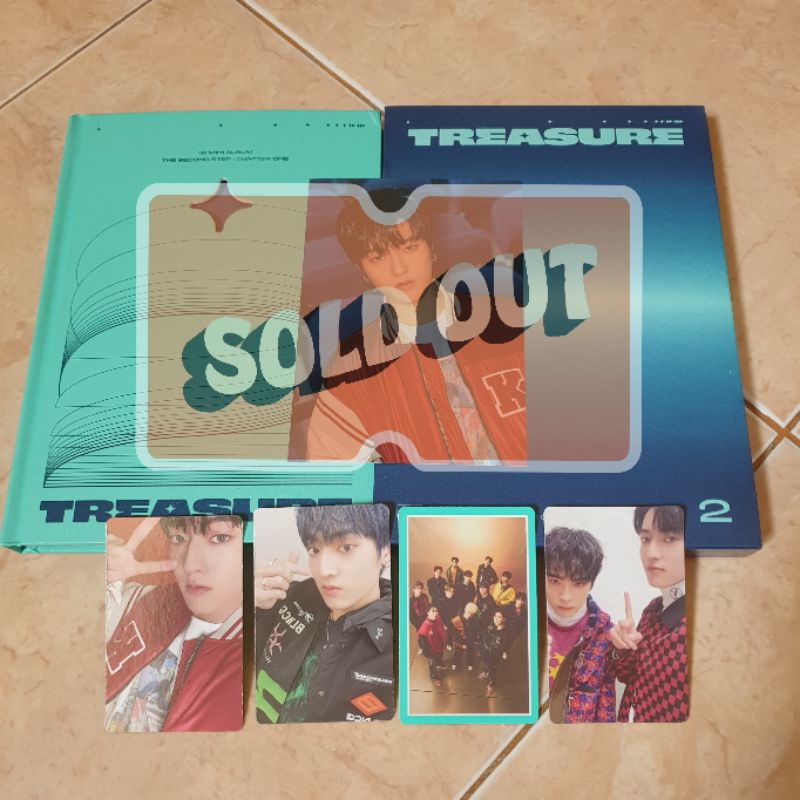 1st MINI ALBUM
THE SECOND STEP : CHAPTER ONE
TREASURE
TREASURE
2
SOLD OUT
K
K